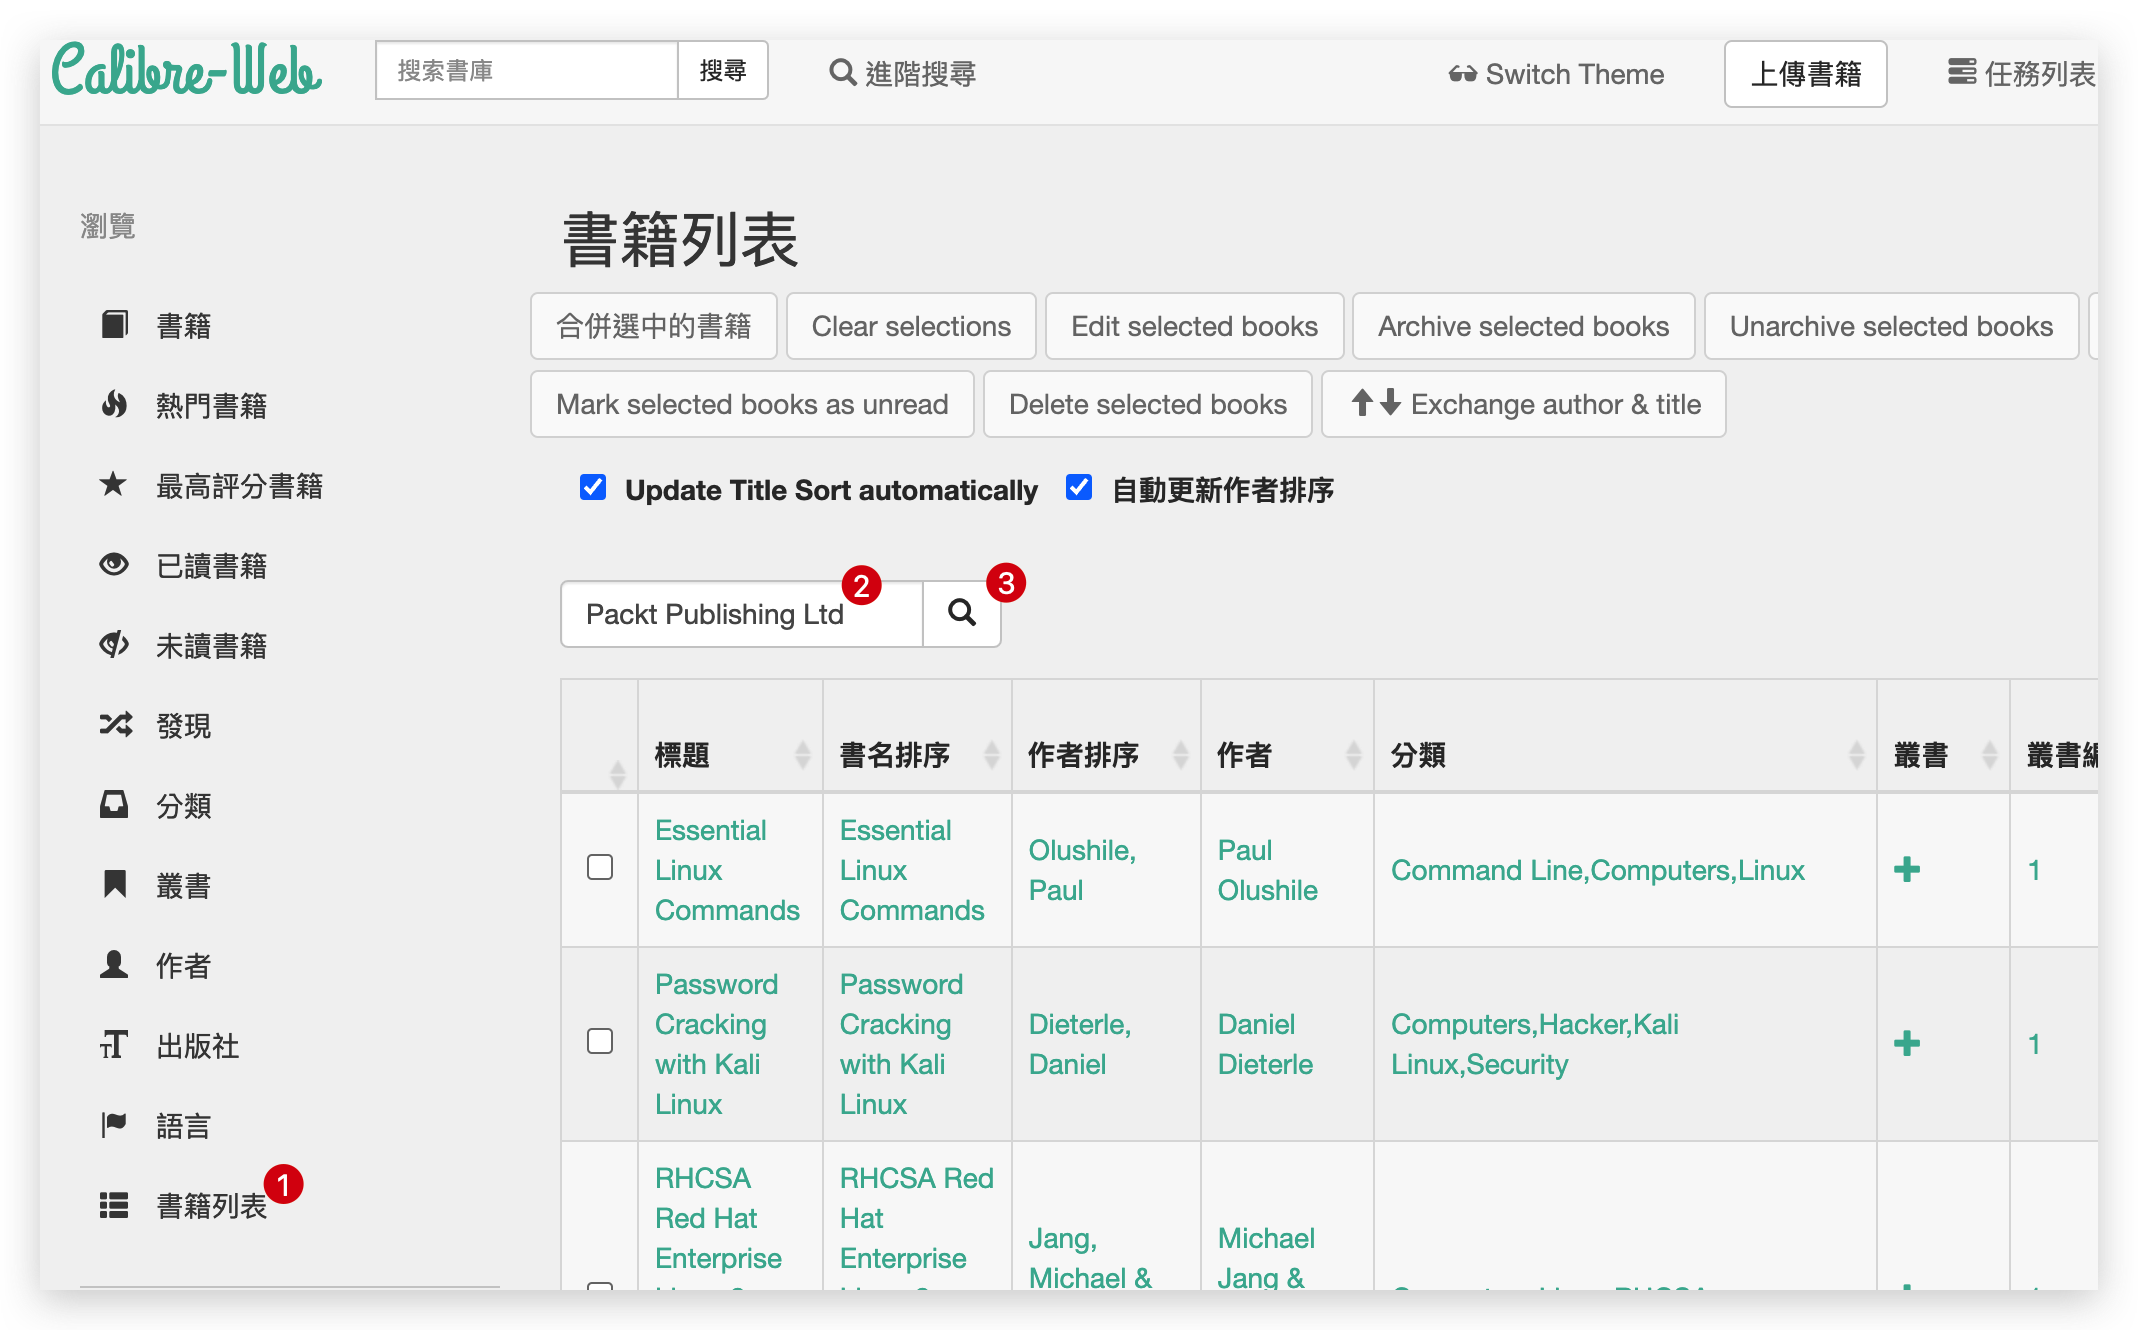 Calibre-Web
搜索書庫
搜尋
進階搜尋
Switch Theme
上傳書籍
任務列表
瀏覽
書籍
熱門書籍
最高評分書籍
已讀書籍
未讀書籍
發現
分類
叢書
作者
出版社
語言
書籍列表
1
書籍列表
合併選中的書籍
Clear selections
Edit selected books
Archive selected books
Unarchive selected books
Mark selected books as unread
Delete selected books
Exchange author & title
Update Title Sort automatically
自動更新作者排序
Packt Publishing Ltd
2
3
標題
書名排序
作者排序
作者
分類
叢書
叢書編
Essential
Linux
Commands
Essential
Linux
Commands
Olushile,
Paul
Paul
Olushile
Command Line,Computers,Linux
1
Password
Cracking
with Kali
Linux
Password
Cracking
with Kali
Linux
Dieterle,
Daniel
Daniel
Dieterle
Computers,Hacker,Kali
Linux,Security
1
RHCSA
Red Hat
Enterprise
RHCSA Red
Hat
Enterprise
Jang,
Michael &
Michael
Jang &